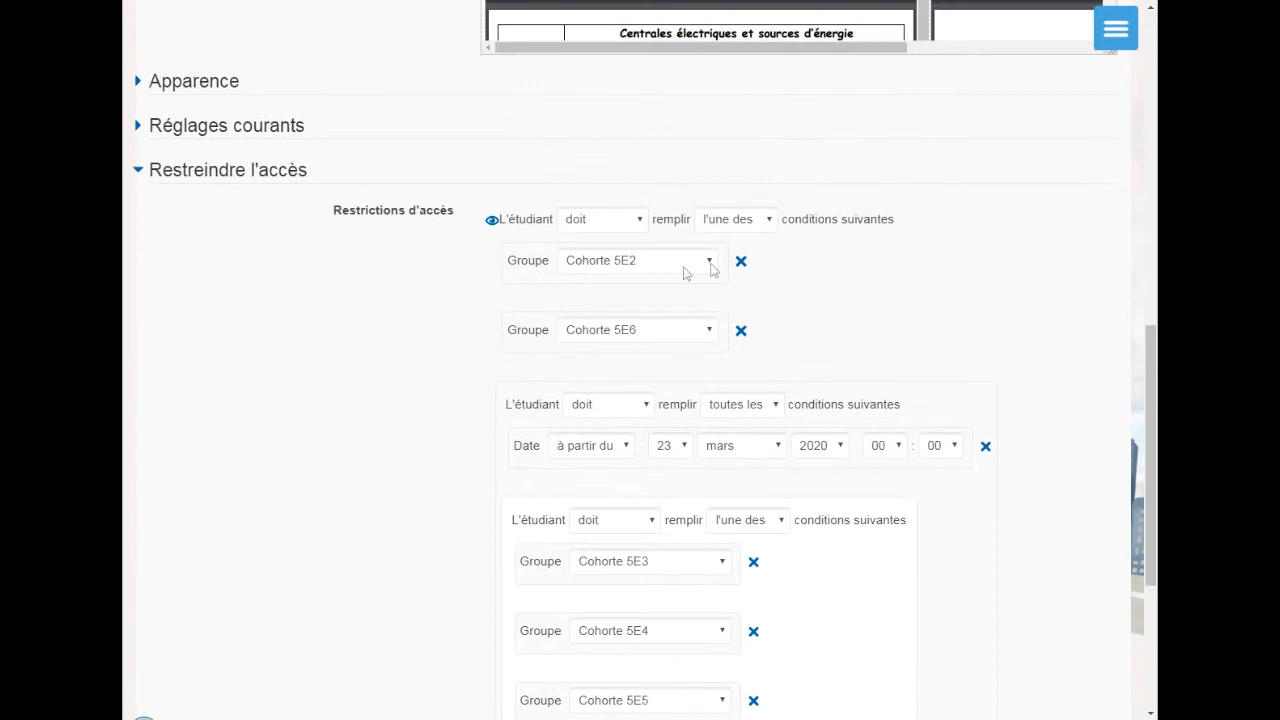 Centrales électriques et sources d'énergie
Apparence
Réglages courants
Restreindre l'accès
Restrictions d'accès
L'étudiant doit remplir l'une des conditions suivantes
Groupe Cohorte 5E2
Groupe Cohorte 5E6
L'étudiant doit remplir toutes les conditions suivantes
Date à partir du 23 mars 2020 00 : 00
L'étudiant doit remplir l'une des conditions suivantes
Groupe Cohorte 5E3
Groupe Cohorte 5E4
Groupe Cohorte 5E5